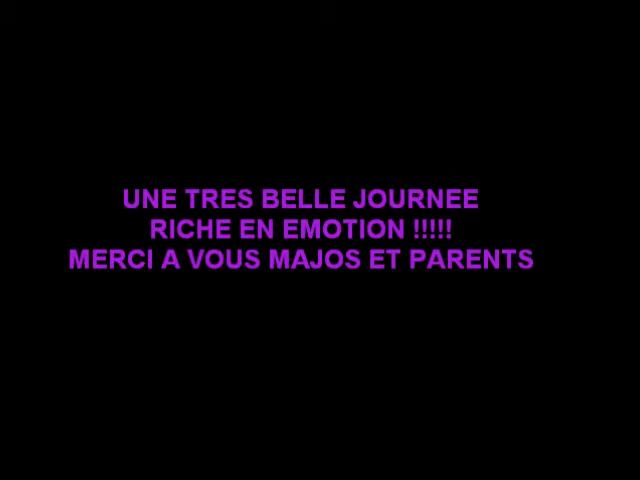 UNE TRES BELLE JOURNEE
RICHE EN EMOTION !!!!!
MERCI A VOUS MAJOS ET PARENTS